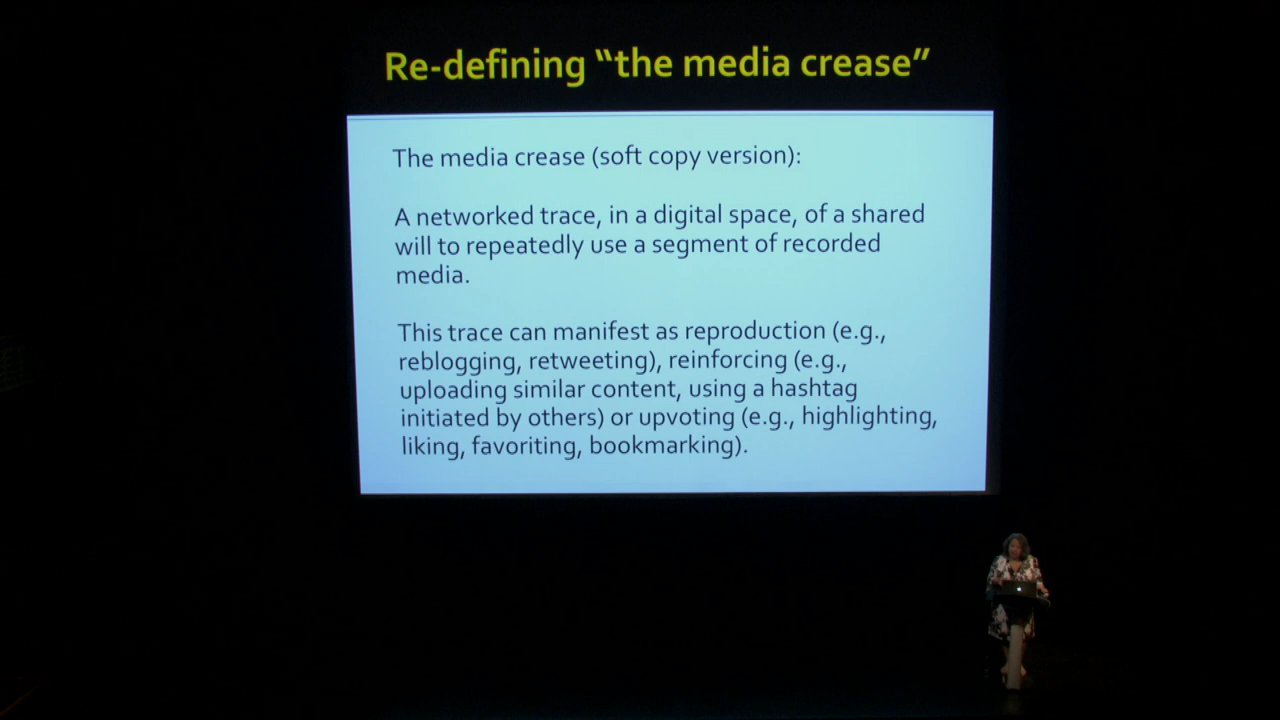 Re-defining “the media crease”
The media crease (soft copy version):
A networked trace, in a digital space, of a shared
will to repeatedly use a segment of recorded
media.
This trace can manifest as reproduction (e.g.,
reblogging, retweeting), reinforcing (e.g.,
uploading similar content, using a hashtag
initiated by others) or upvoting (e.g., highlighting,
liking, favoriting, bookmarking).